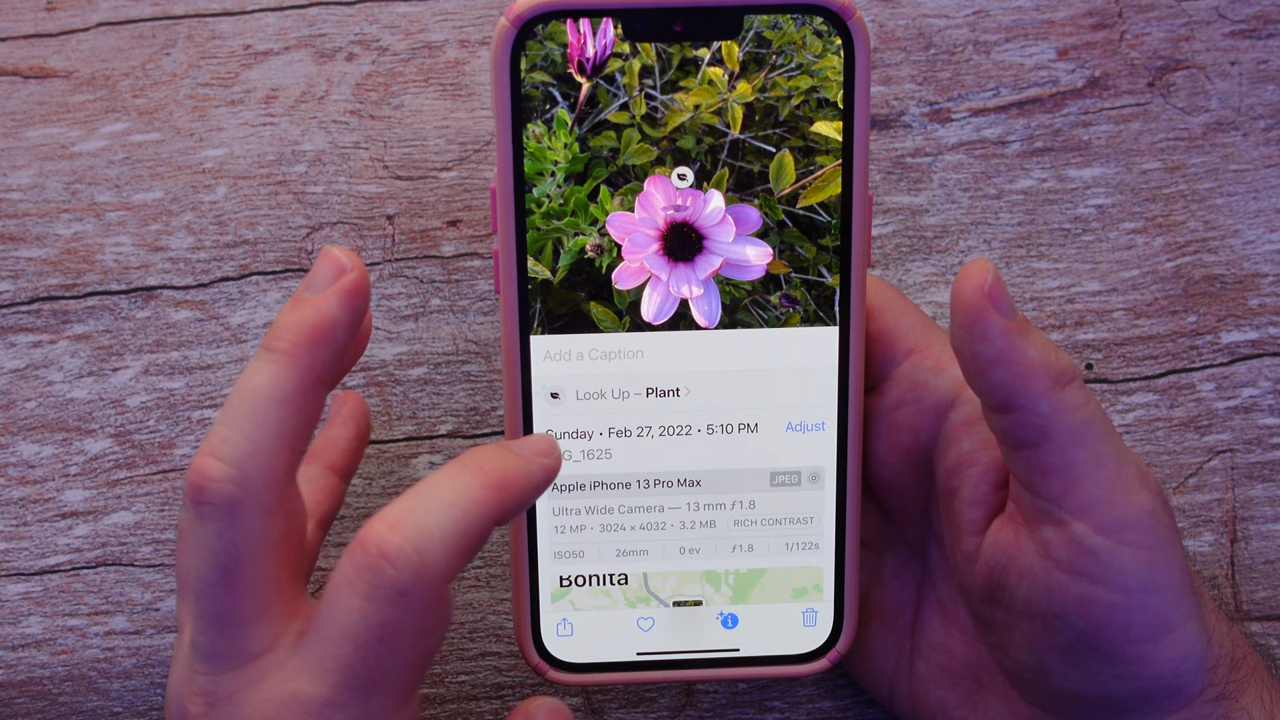 Add a Caption
Look Up – Plant
Sunday • Feb 27, 2022 • 5:10 PM
Adjust
G_1625
Apple iPhone 13 Pro Max
JPEG
Ultra Wide Camera — 13 mm ƒ1.8
12 MP • 3024 × 4032 • 3.2 MB
RICH CONTRAST
ISO50
26mm
0 ev
ƒ1.8
1/122s
Bonita